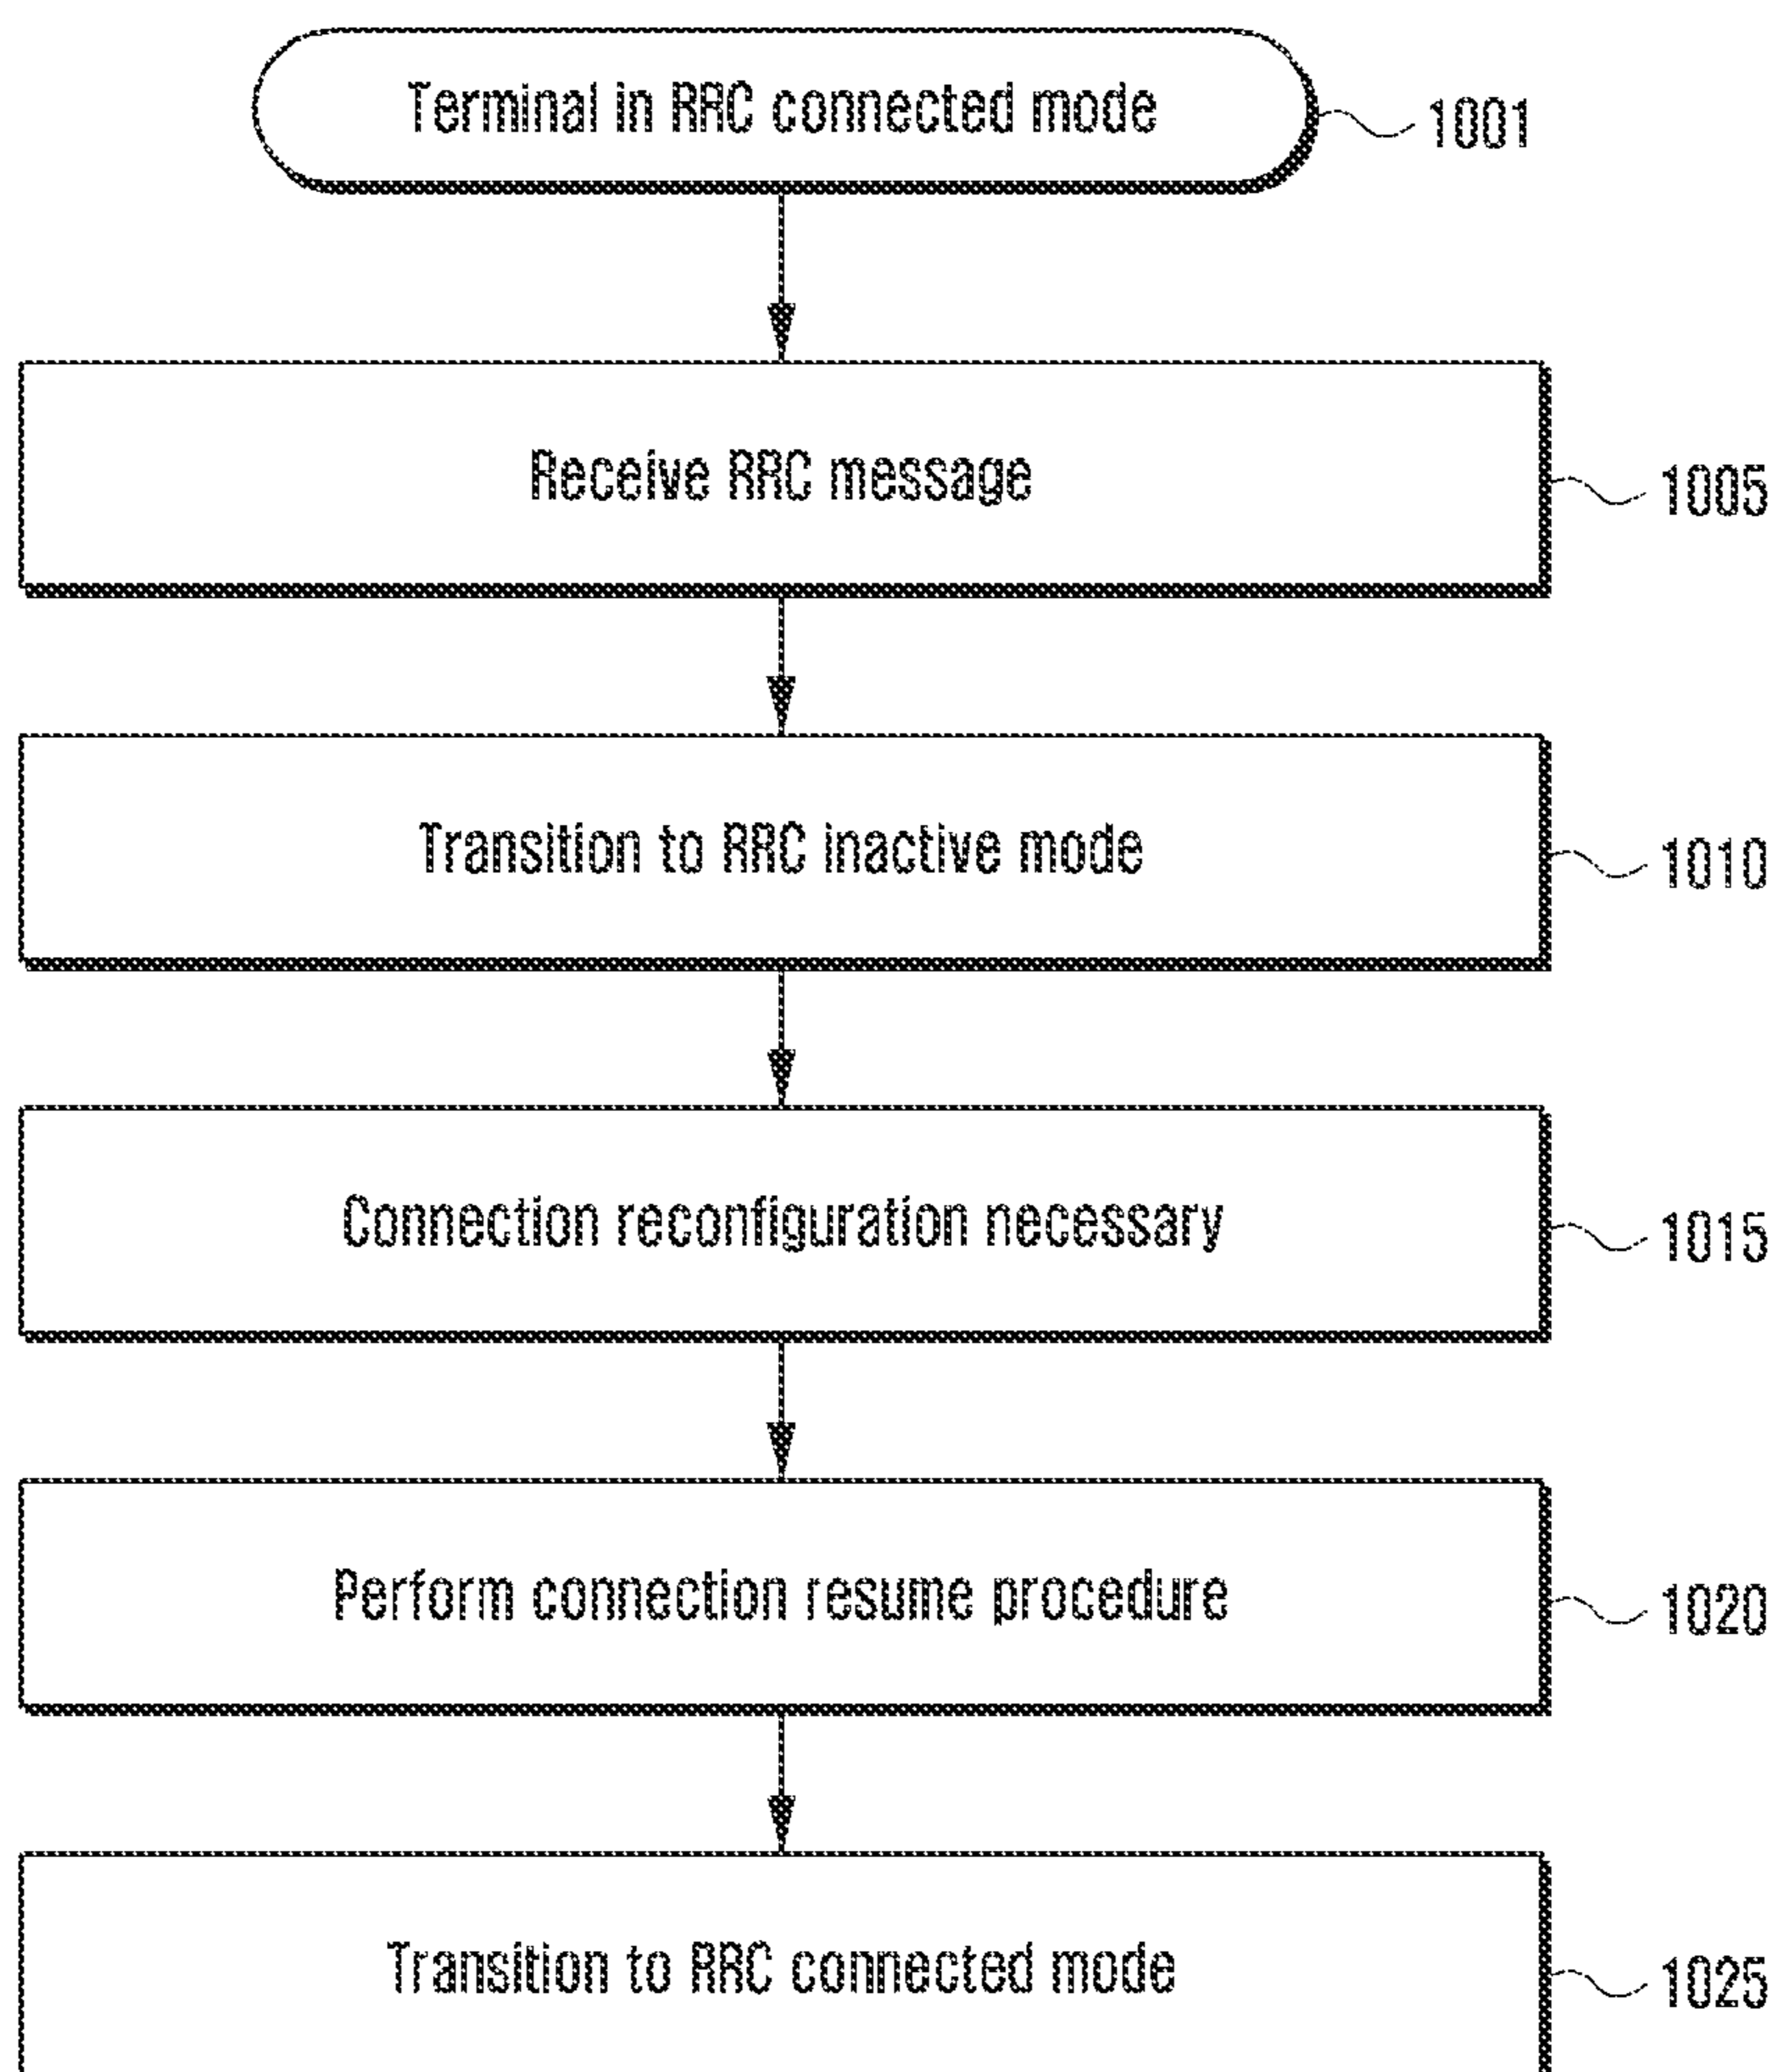 Terminal in RRC connected mode
1001
Receive RRC message
1005
Transition to RRC inactive mode
1010
Connection reconfiguration necessary
1015
Perform connection resume procedure
1020
Transition to RRC connected mode
1025